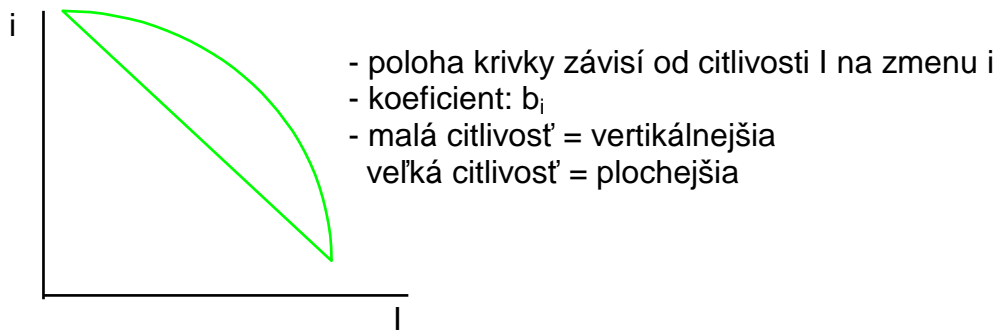 i
- poloha krivky závisí od citlivosti I na zmenu i
- koeficient: bi
- malá citlivosť = vertikálnejšia
veľká citlivosť = plochejšia
I